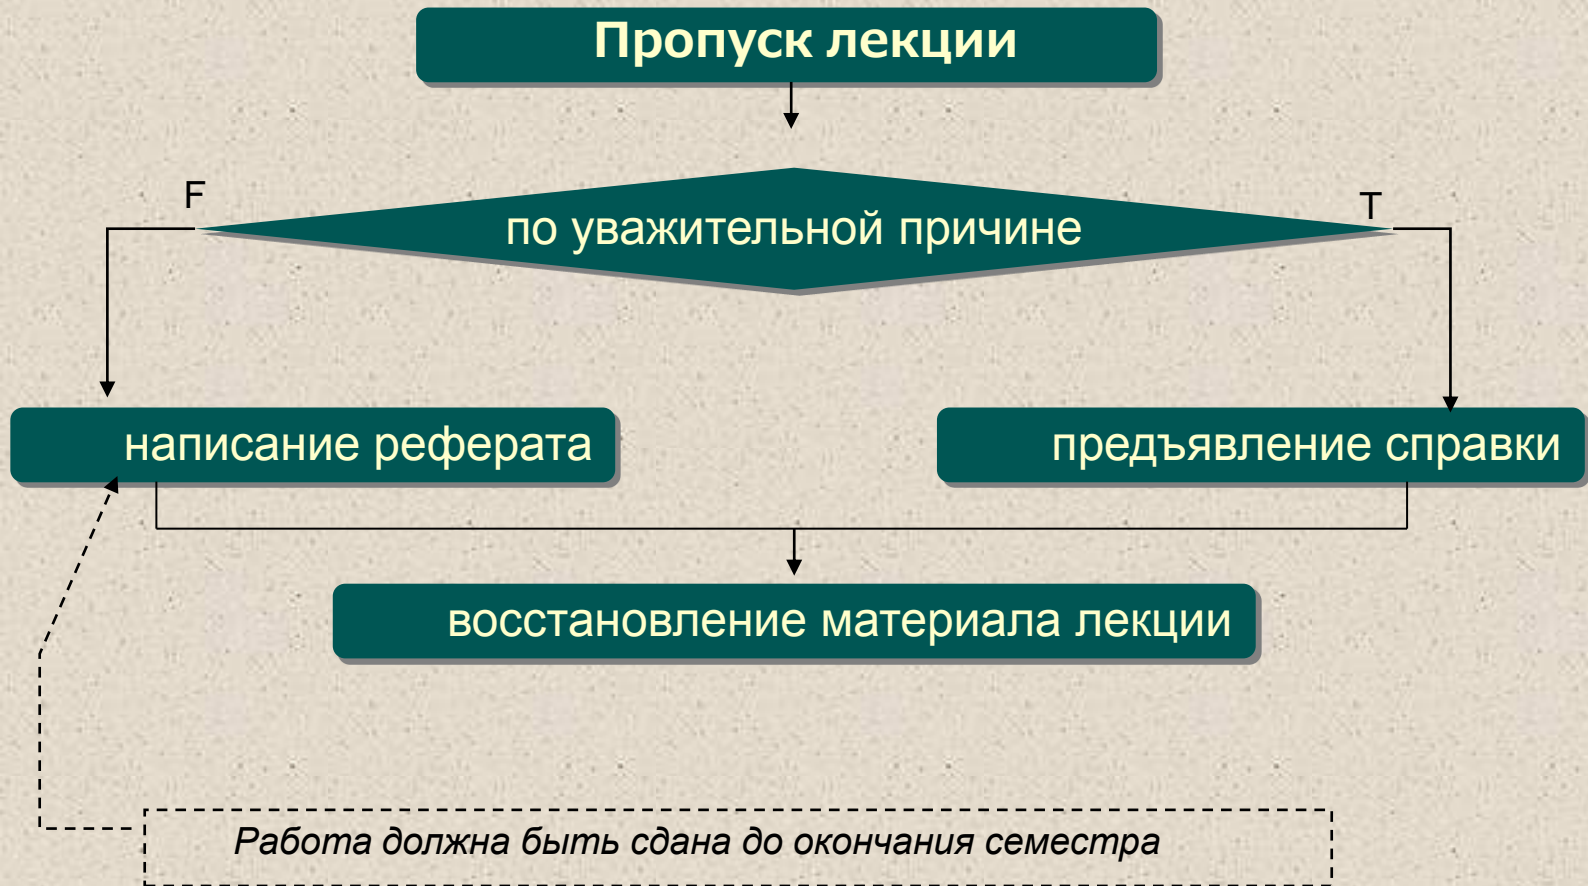 Пропуск лекции
F
T
по уважительной причине
написание реферата
предъявление справки
восстановление материала лекции
Работа должна быть сдана до окончания семестра